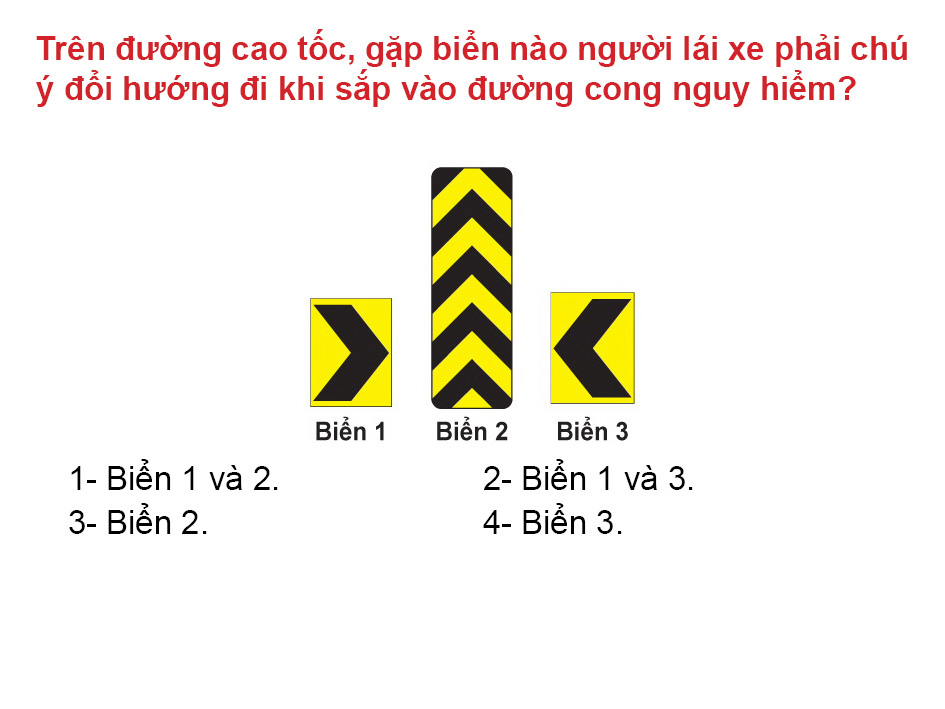 Trên đường cao tốc, gặp biển nào người lái xe phải chú
ý đổi hướng đi khi sắp vào đường cong nguy hiểm?
Biển 1 Biển 2 Biển 3
1- Biển 1 và 2. 2- Biển 1 và 3.
3- Biển 2. 4- Biển 3.